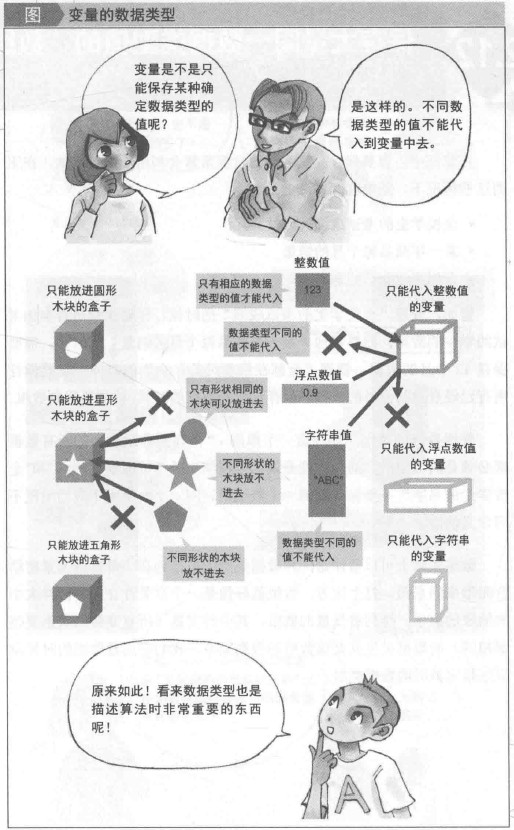 图 变量的数据类型
变量是不是只
能保存某种确
定数据类型的
值呢？
是这样的。不同数
据类型的值不能代
入到变量中去。
只能放进圆形
木块的盒子
只能放进星形
木块的盒子
只能放进五角形
木块的盒子
只有形状相同的
木块可以放进去
不同形状的
木块放不
进去
不同形状的木块
放不进去
整数值
只有相应的数据
类型的值才能代入
123
数据类型不同的
值不能代入
浮点数值
0.9
字符串值
"ABC"
数据类型不同的
值不能代入
只能代入整数值
的变量
只能代入浮点数值
的变量
只能代入字符串
的变量
原来如此！看来数据类型也是
描述算法时非常重要的东西
呢！
A